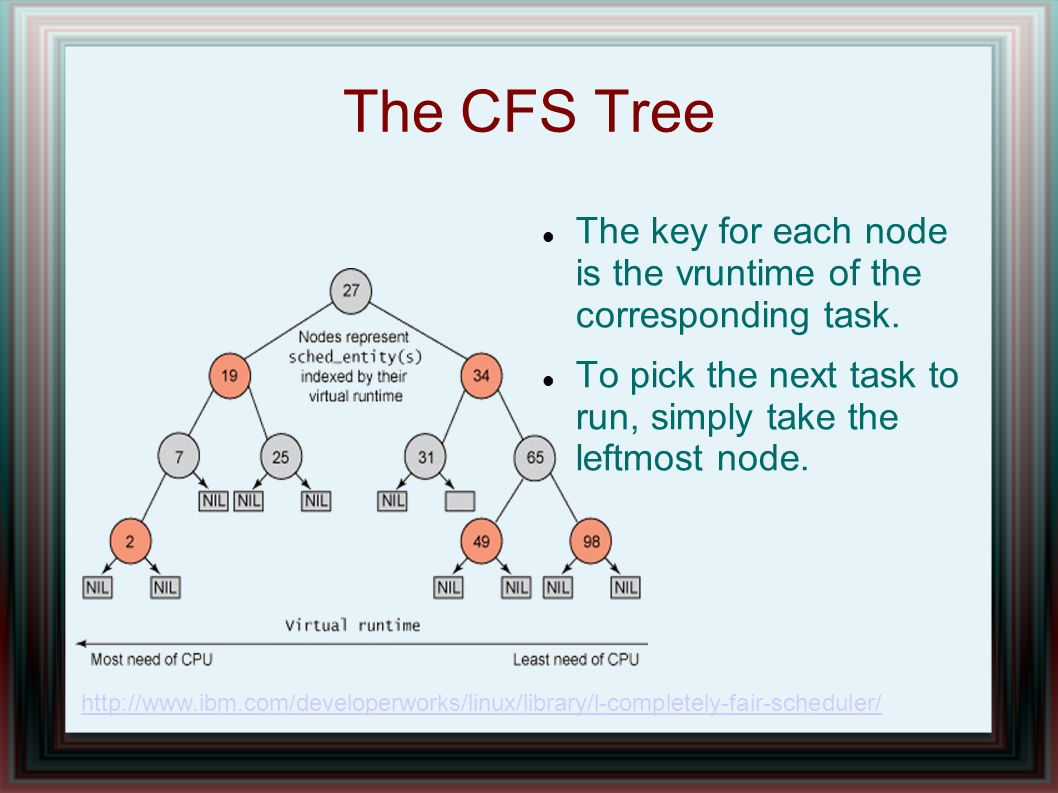 The CFS Tree
The key for each node
is the vruntime of the
corresponding task.
To pick the next task to
run, simply take the
leftmost node.
27
Nodes represent
sched_entity(s)
indexed by their
virtual runtime
19
34
7
25
31
65
NIL
NIL
NIL
NIL
2
49
98
NIL
NIL
NIL
NIL
NIL
NIL
Virtual runtime
Most need of CPU
Least need of CPU
http://www.ibm.com/developerworks/linux/library/l-completely-fair-scheduler/